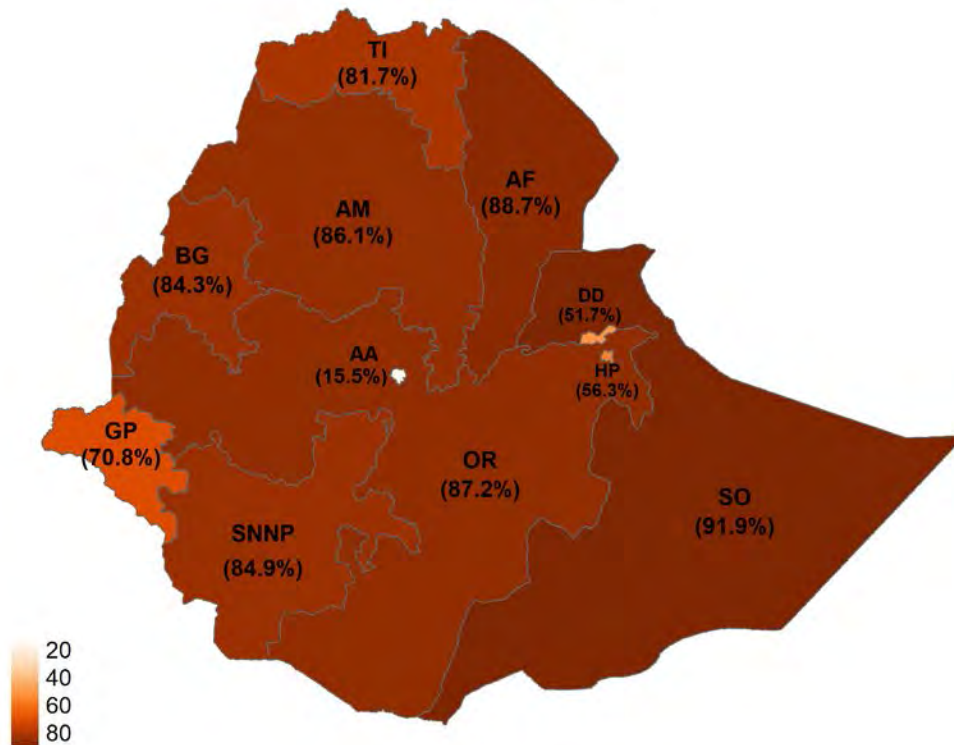 TI
(81.7%)
AF
(88.7%)
AM
(86.1%)
BG
(84.3%)
DD
(51.7%)
AA
(15.5%)
HP
(56.3%)
GP
(70.8%)
OR
(87.2%)
SO
(91.9%)
SNNP
(84.9%)
20
40
60
80